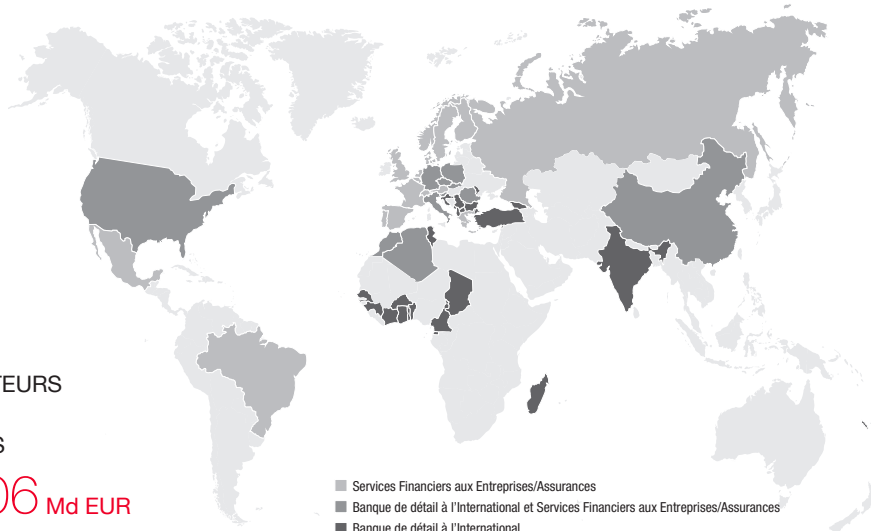 TEURS
S
06 Md EUR
Services Financiers aux Entreprises/Assurances
Banque de détail à l'International et Services Financiers aux Entreprises/Assurances
Banque de détail à l'International